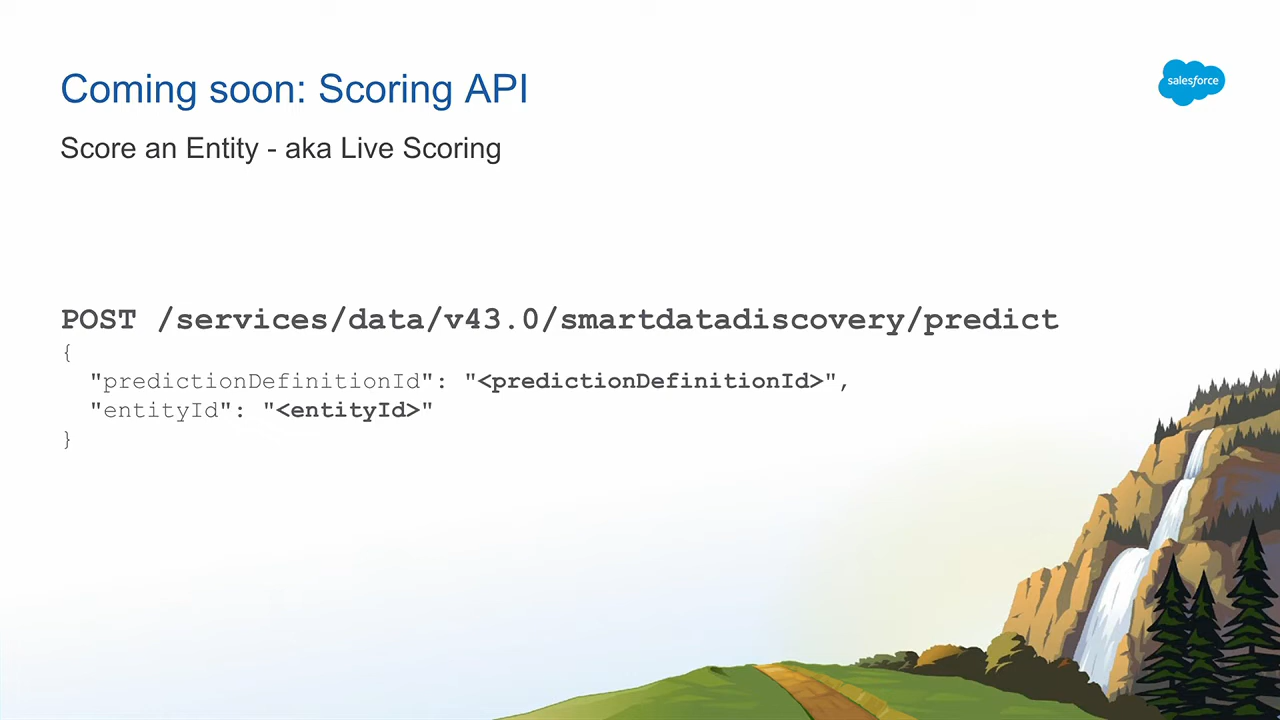 Coming soon: Scoring API
salesforce
Score an Entity - aka Live Scoring
POST /services/data/v43.0/smartdatadiscovery/predict
{
"predictionDefinitionId": "<predictionDefinitionId>",
"entityId": "<entityId>"
}